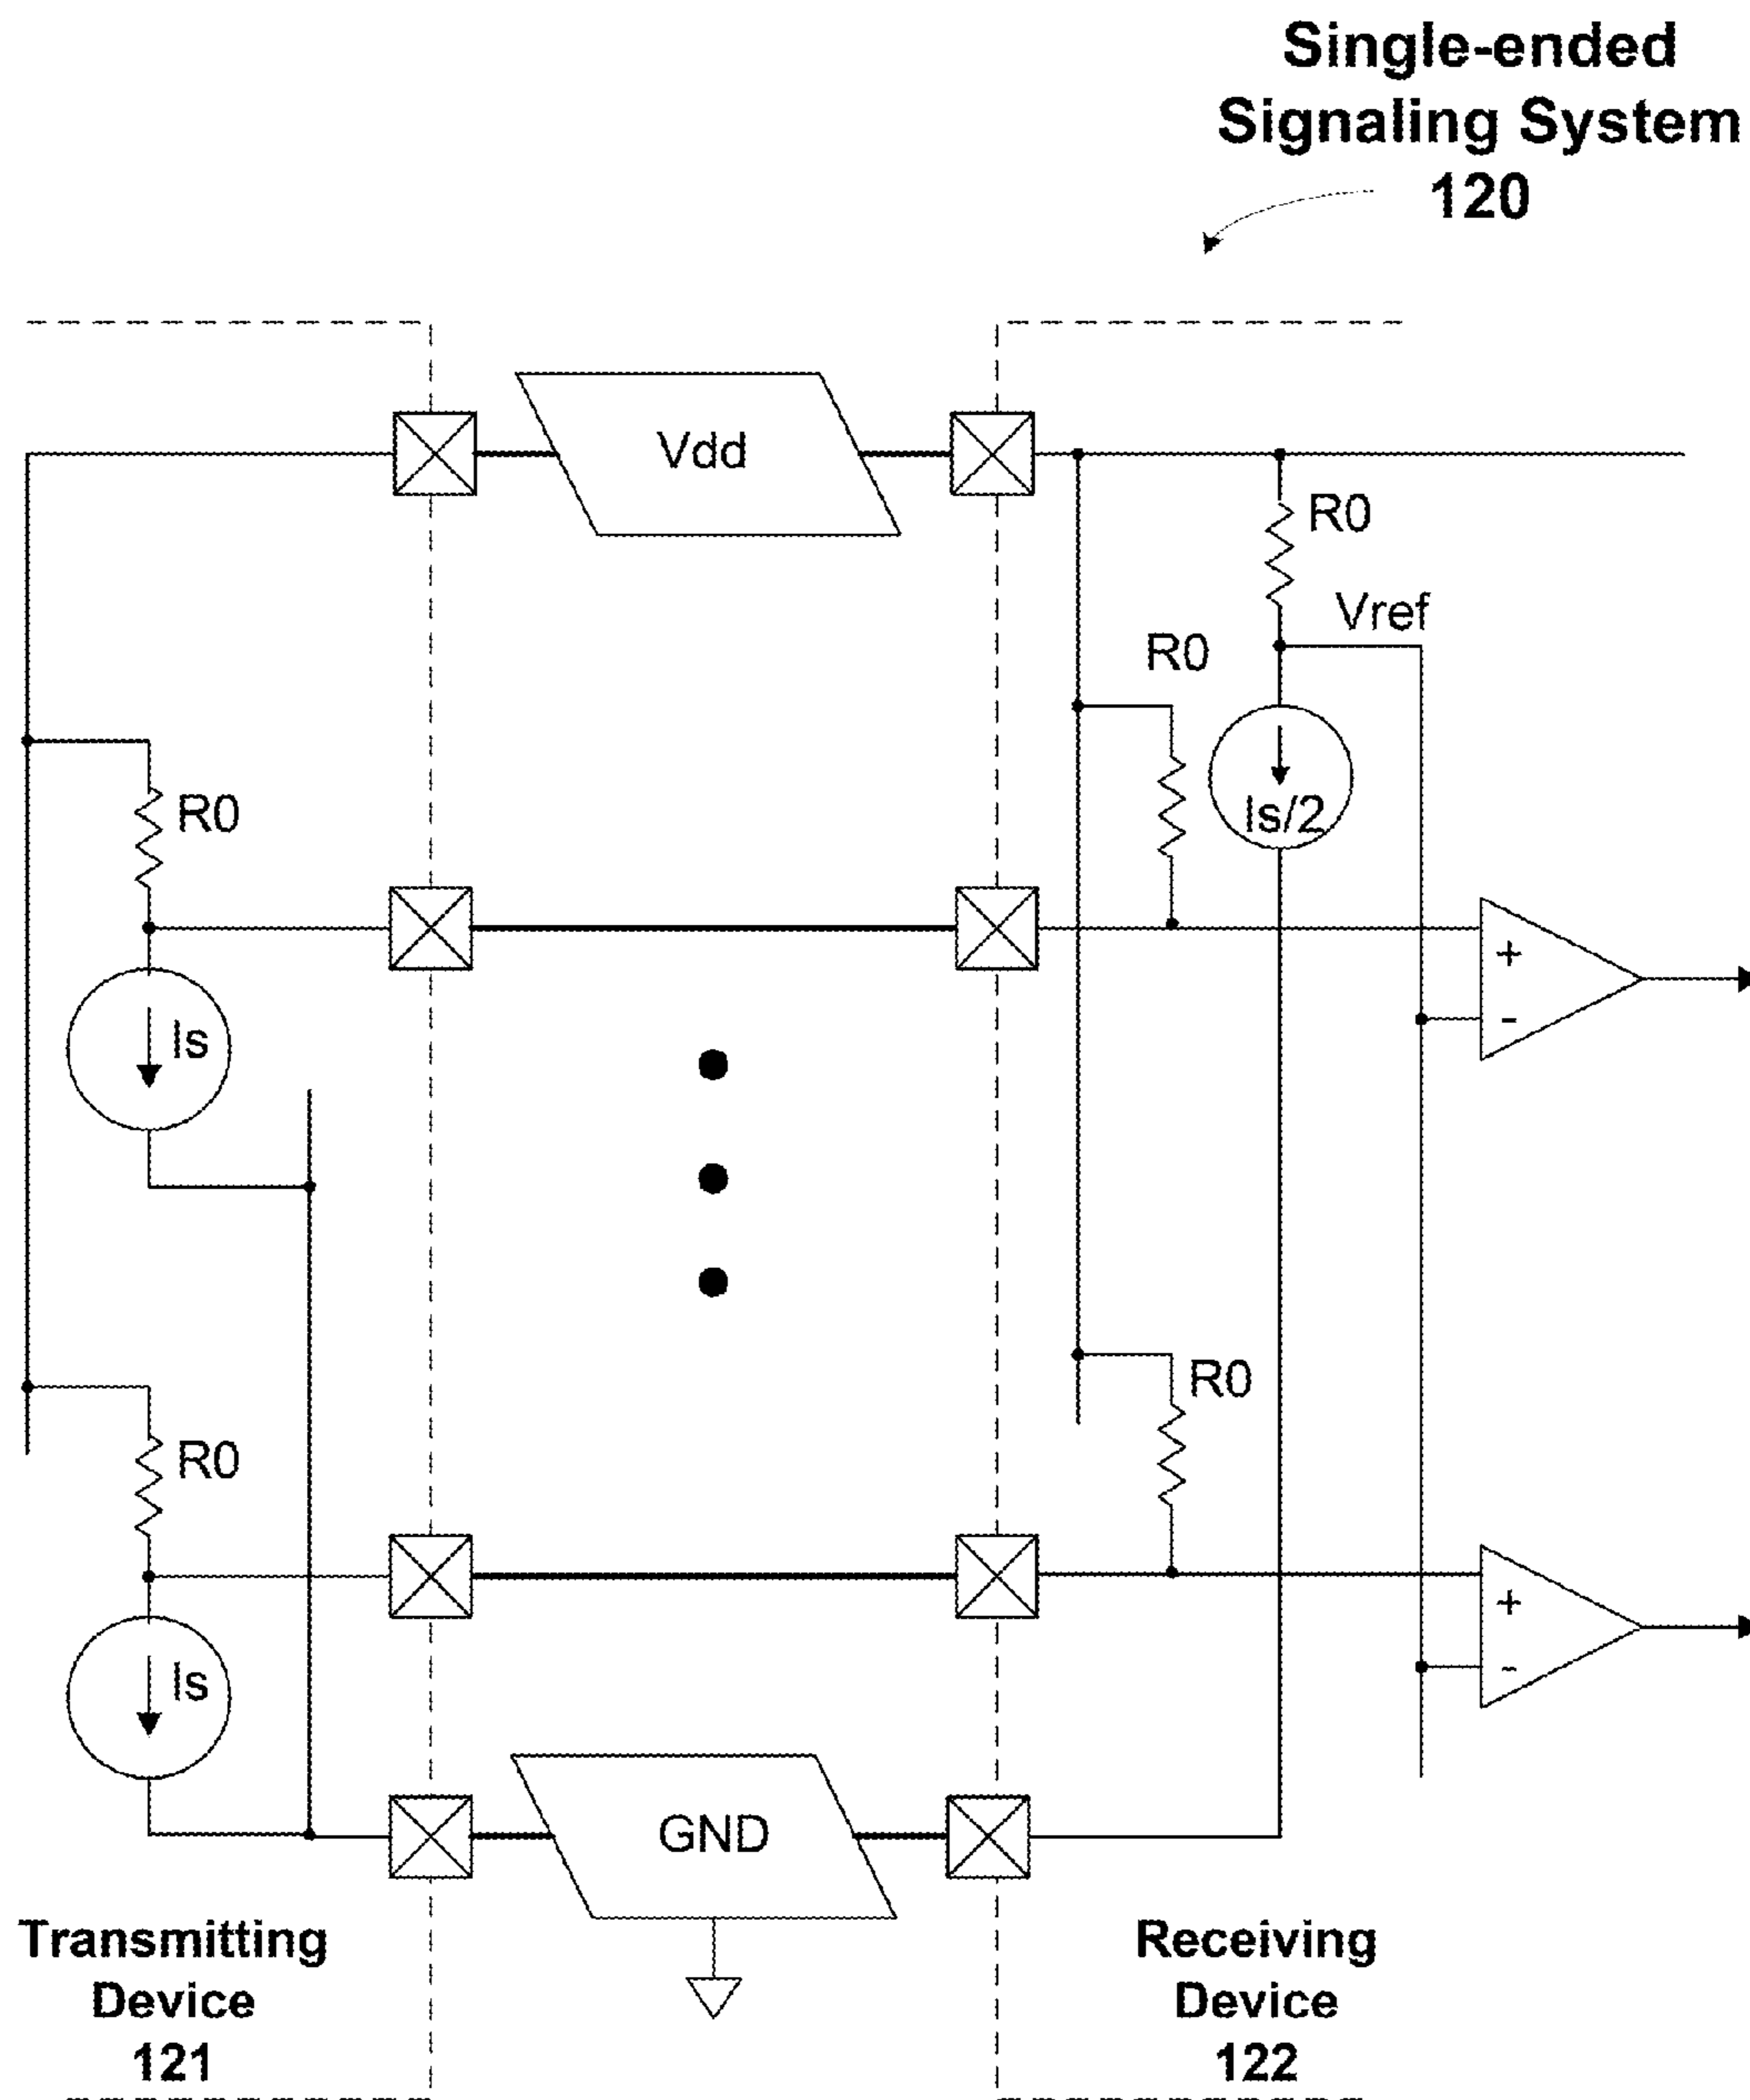 Single-ended
Signaling System
120
Vdd
R0
Vref
R0
R0
Is/2
+
-
Is
R0
R0
+
-
Is
GND
Transmitting
Device
121
Receiving
Device
122